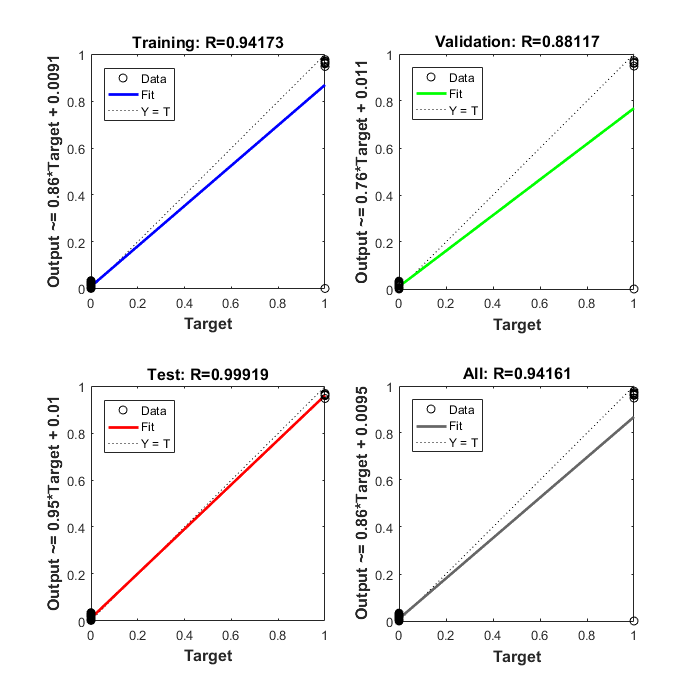 Training: R=0.94173
Output ~= 0.86*Target + 0.0091
1
0.8
0.6
0.4
0.2
0
Data
Fit
Y = T
0 0.2 0.4 0.6 0.8 1
Target
Validation: R=0.88117
Output ~= 0.76*Target + 0.011
1
0.8
0.6
0.4
0.2
0
Data
Fit
Y = T
0 0.2 0.4 0.6 0.8 1
Target
Test: R=0.99919
Output ~= 0.95*Target + 0.01
1
0.8
0.6
0.4
0.2
0
Data
Fit
Y = T
0 0.2 0.4 0.6 0.8 1
Target
All: R=0.94161
Output ~= 0.86*Target + 0.0095
1
0.8
0.6
0.4
0.2
0
Data
Fit
Y = T
0 0.2 0.4 0.6 0.8 1
Target